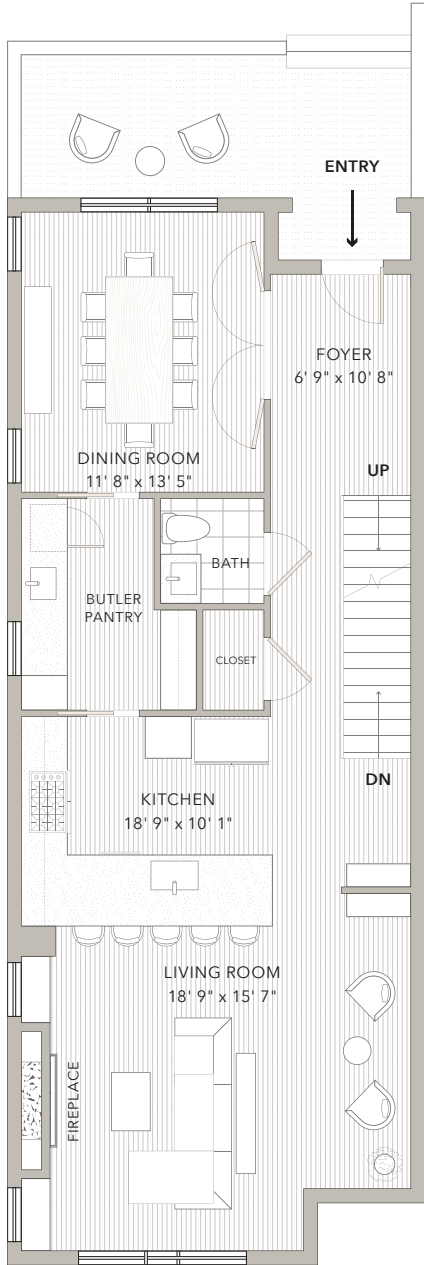 ENTRY
FOYER
6' 9" x 10' 8"
DINING ROOM
11' 8" x 13' 5"
UP
BATH
BUTLER
PANTRY
CLOSET
DN
KITCHEN
18' 9" x 10' 1"
LIVING ROOM
18' 9" x 15' 7"
FIREPLACE